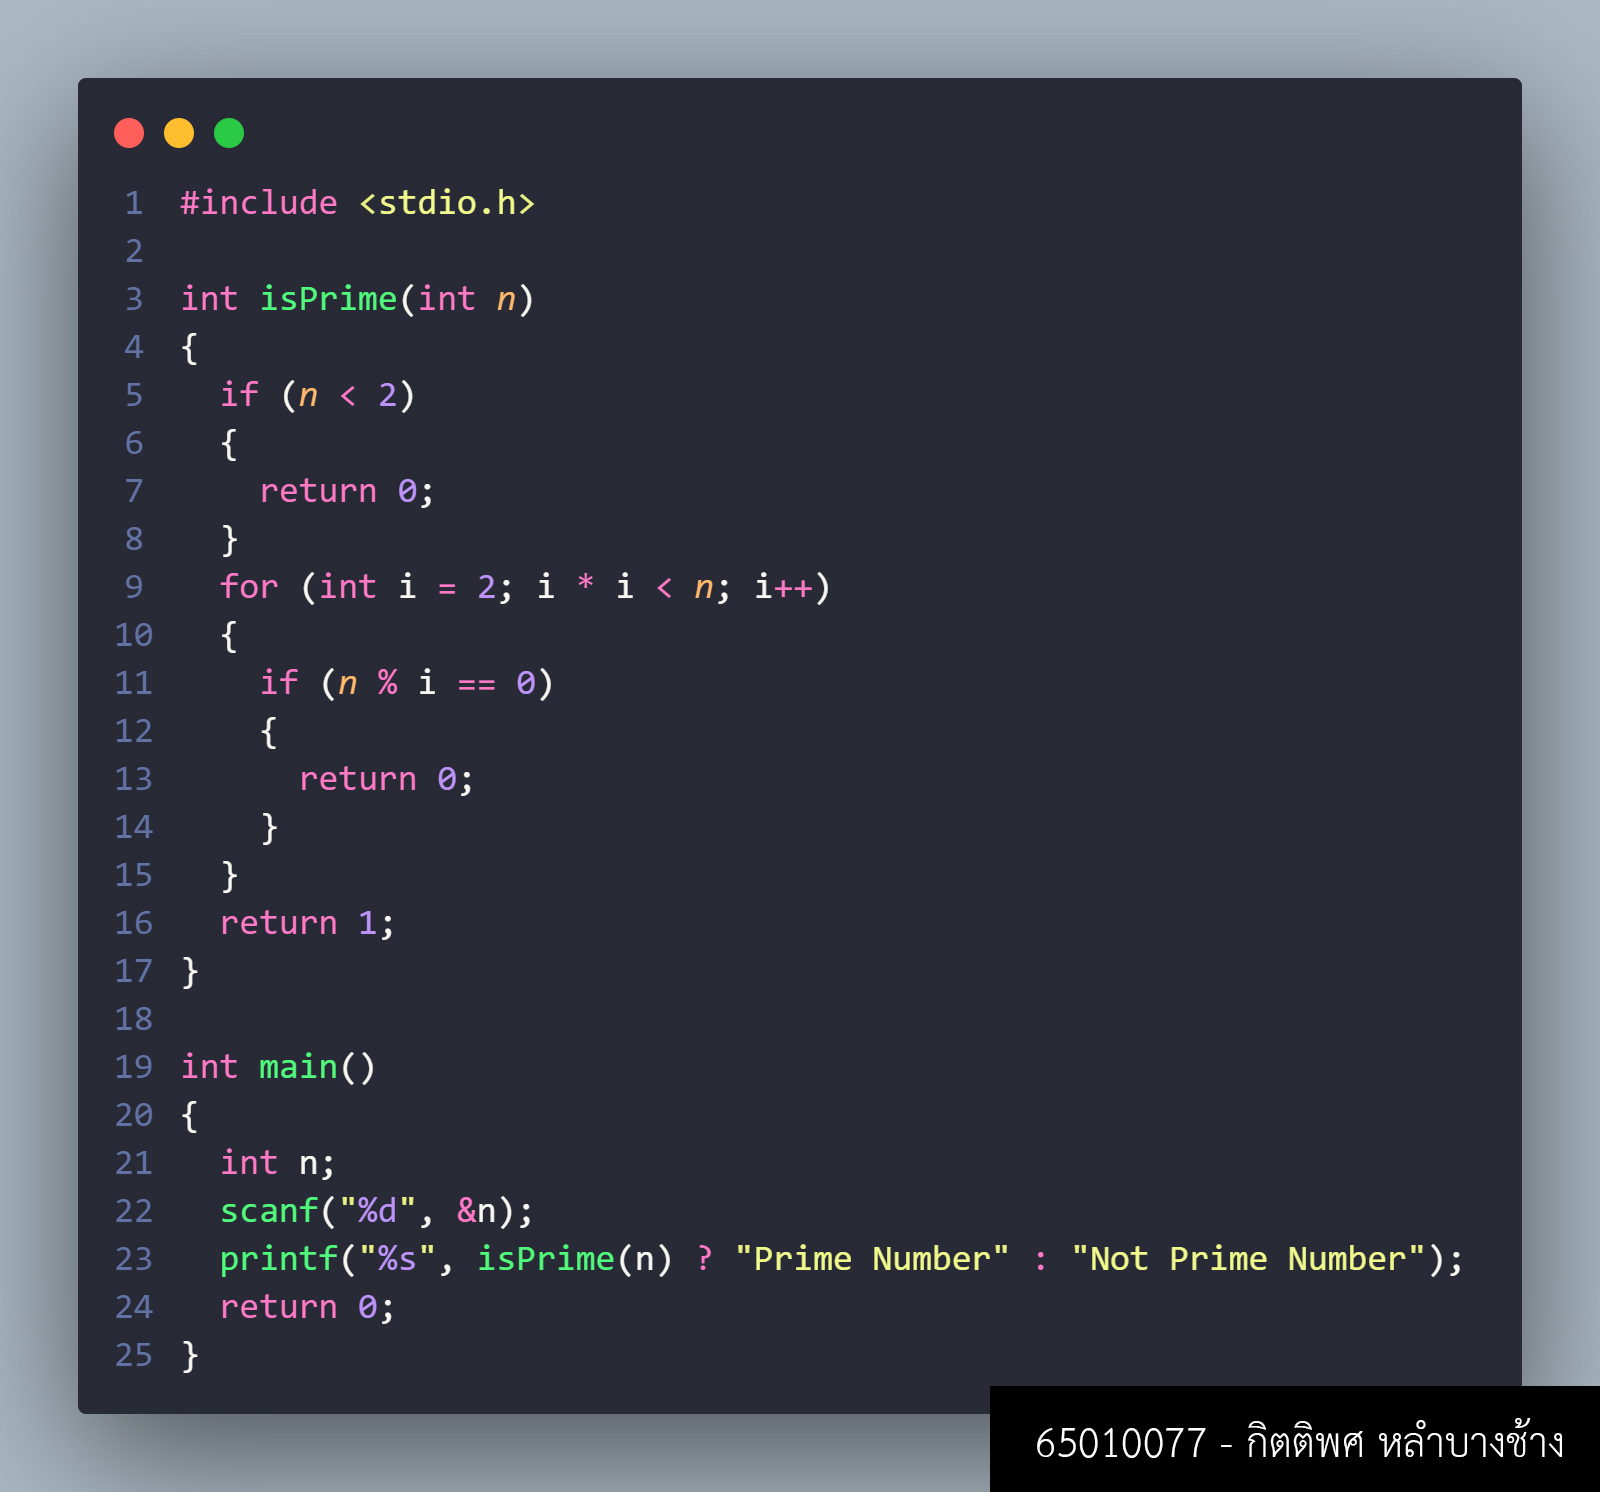 1 #include <stdio.h>
2
3 int isPrime(int n)
4 {
5   if (n < 2)
6   {
7     return 0;
8   }
9   for (int i = 2; i * i < n; i++)
10   {
11     if (n % i == 0)
12     {
13       return 0;
14     }
15   }
16   return 1;
17 }
18
19 int main()
20 {
21   int n;
22   scanf("%d", &n);
23   printf("%s", isPrime(n) ? "Prime Number" : "Not Prime Number");
24   return 0;
25 }
65010077 - กิตติพศ หลำบางช้าง